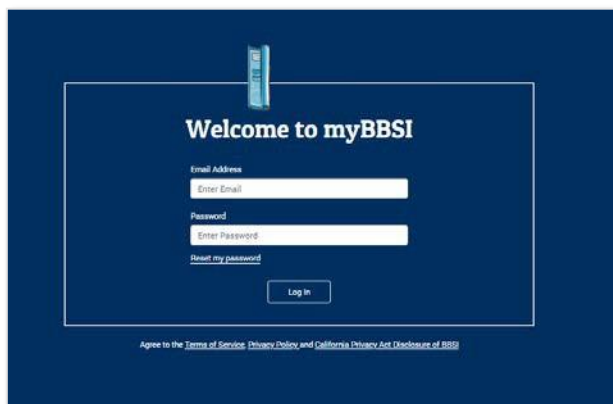 Welcome to myBBSI
Email Address
Enter Email
Password
Enter Password
Reset my password
Log in
Agree to the Terms of Service, Privacy Policy and California Privacy Act Disclosure of BBSI